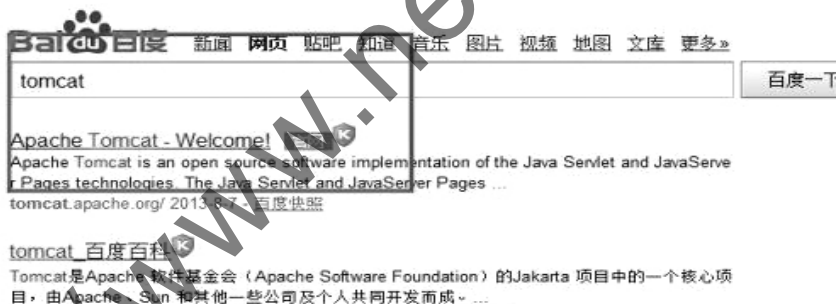 Bai du 百度 新闻 网页 贴吧 知道 音乐 图片 视频 地图 文库 更多»
tomcat 百度一下
Apache Tomcat - Welcome! 官网 K
Apache Tomcat is an open source software implementation of the Java Servlet and JavaServe
r Pages technologies. The Java Servlet and JavaServer Pages ...
tomcat.apache.org/ 2013-8-7 - 百度快照
tomcat_百度百科 K
Tomcat是Apache 软件基金会（Apache Software Foundation）的Jakarta 项目中的一个核心项
目，由Apache、Sun 和其他一些公司及个人共同开发而成。...
www.ne